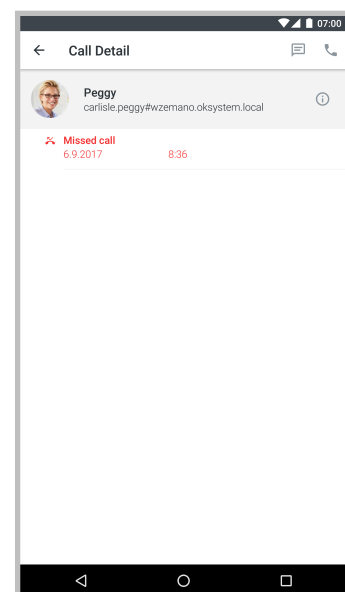 07:00
Call Detail
Peggy
carlisle.peggy#wzemano.oksystem.local
Missed call
6.9.2017 8:36